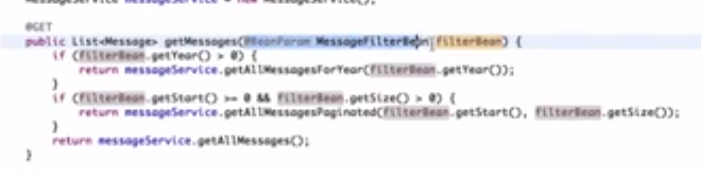 MessageService messageService = new MessageService();
@GET
public List<Message> getMessages(@BeanParam MessageFilterBean filterBean) {
if (filterBean.getYear() > 0) {
return messageService.getAllMessagesForYear(filterBean.getYear());
}
if (filterBean.getStart() >= 0 && filterBean.getSize() > 0) {
return messageService.getAllMessagesPaginated(filterBean.getStart(), filterBean.getSize());
}
return messageService.getAllMessages();
}